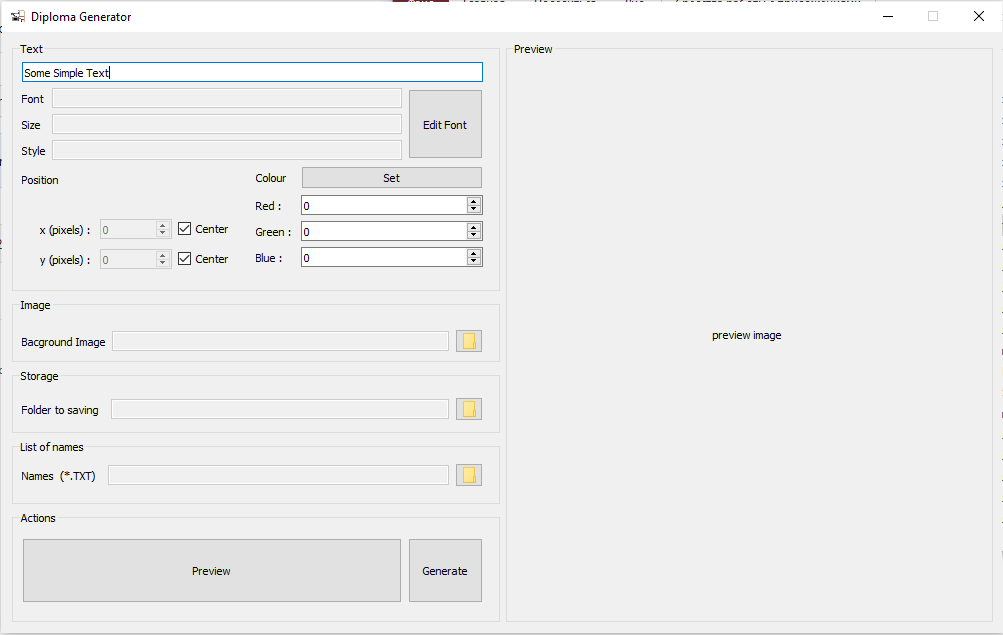 Diploma Generator
Text
Some Simple Text
Font
Size
Edit Font
Style
Position
Colour
Set
Red :
0
x (pixels) :
0
Center
Green :
0
y (pixels) :
0
Center
Blue :
0
Image
Bacground Image
Storage
Folder to saving
List of names
Names (*.TXT)
Actions
Preview
Generate
Preview
preview image